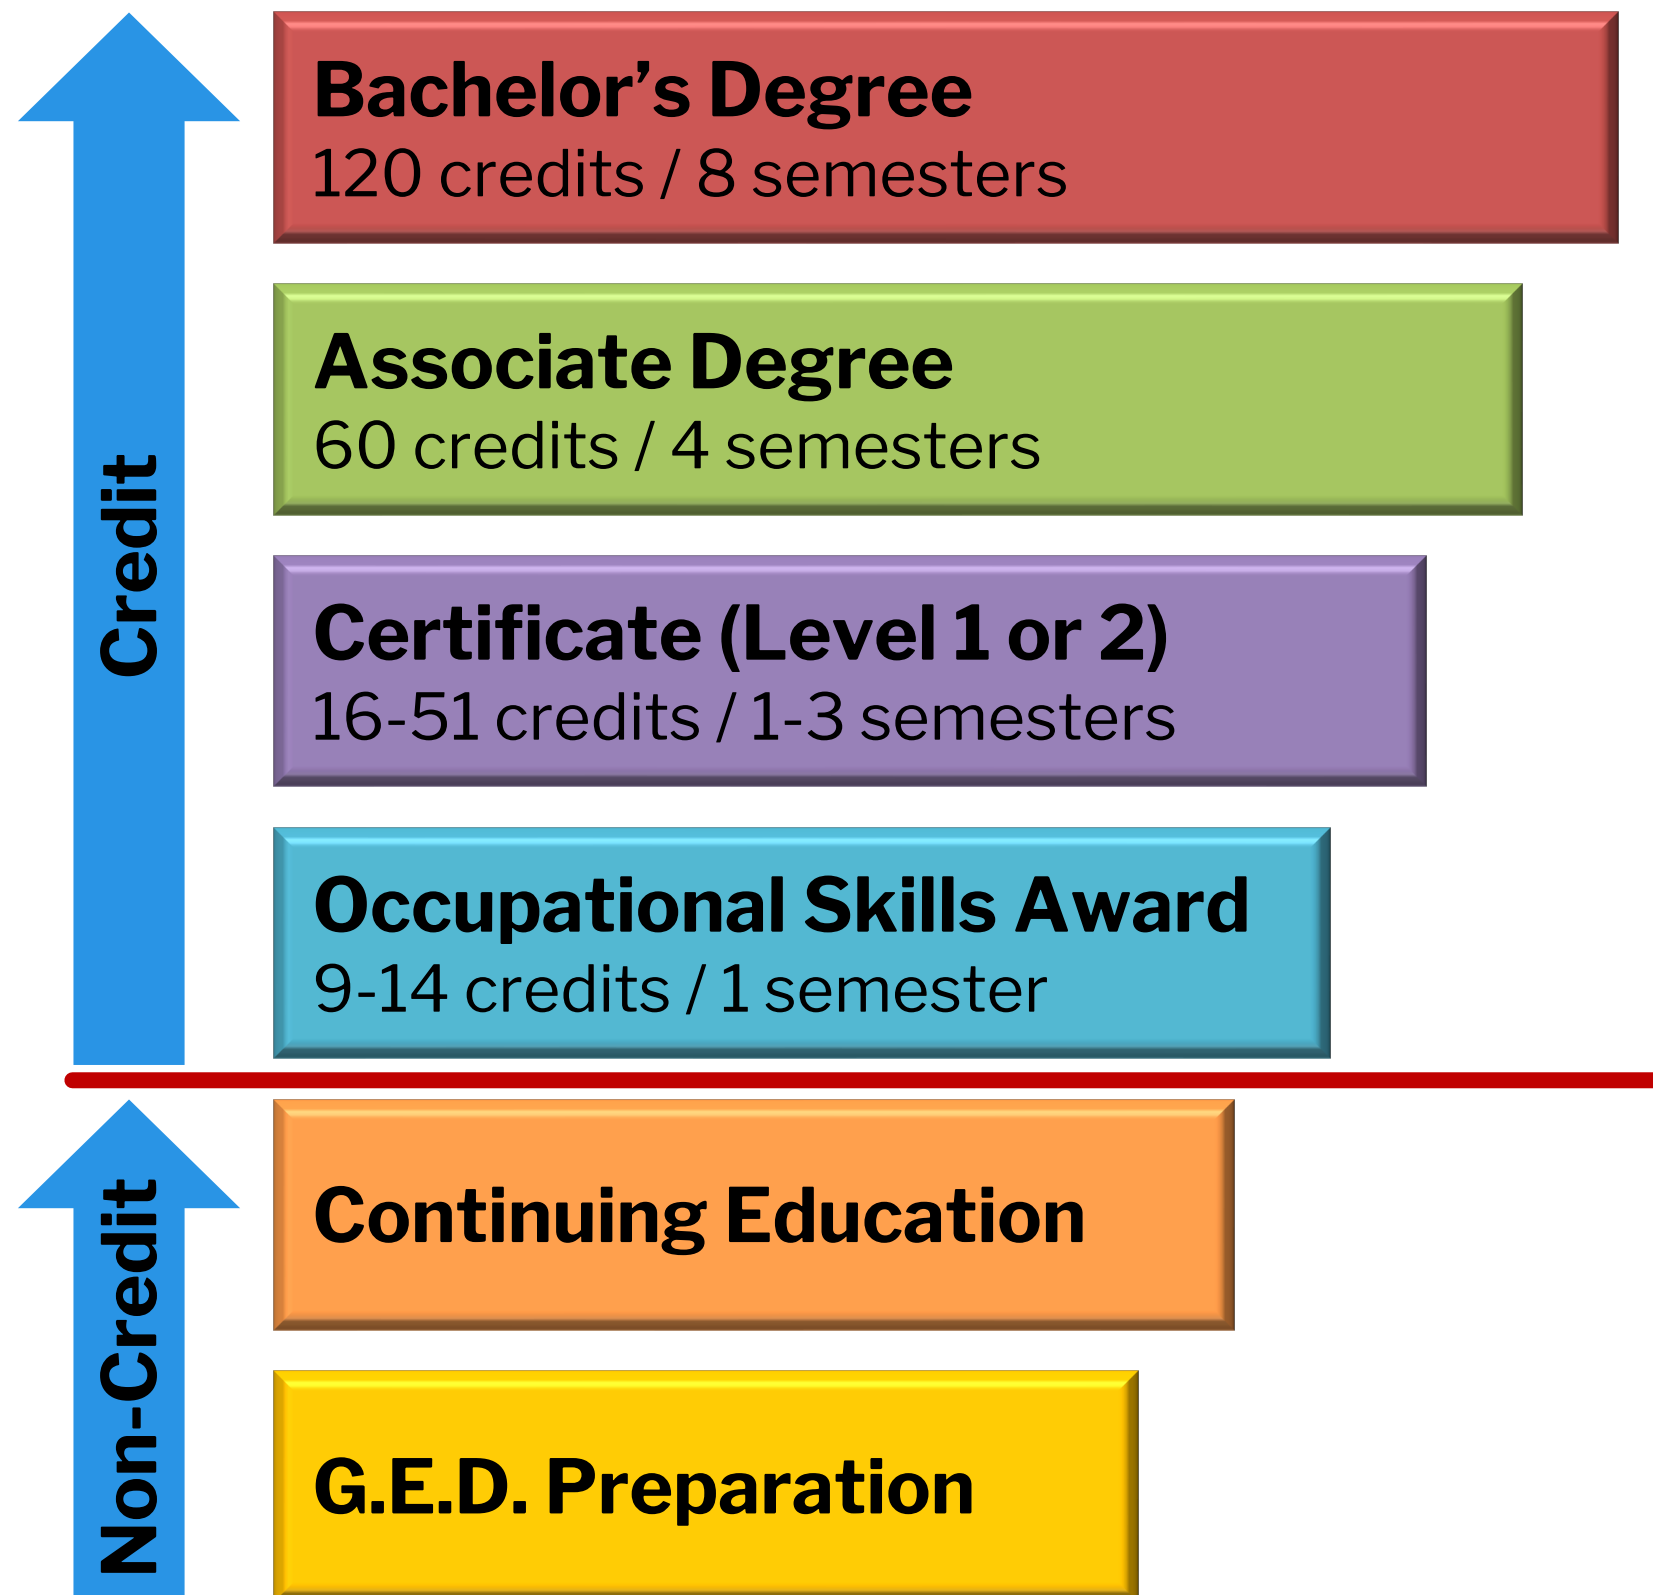 Bachelor’s Degree
120 credits / 8 semesters
Associate Degree
60 credits / 4 semesters
Credit
Certificate (Level 1 or 2)
16-51 credits / 1-3 semesters
Occupational Skills Award
9-14 credits / 1 semester
Continuing Education
Non-Credit
G.E.D. Preparation